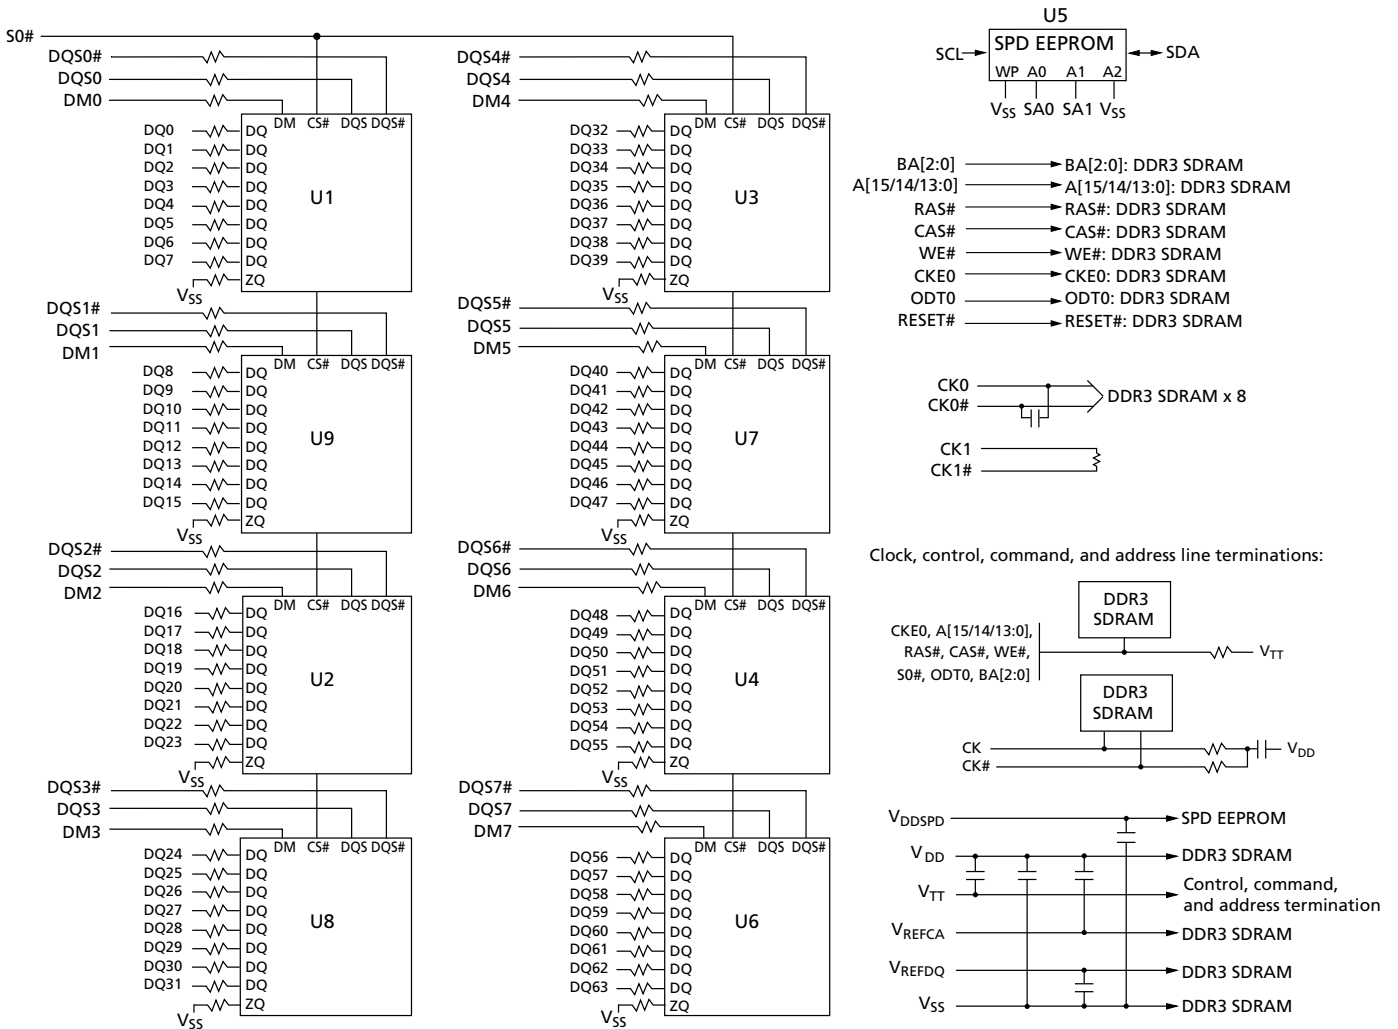 S0#
DQS0#
DQS0
DM0
DM CS# DQS DQS#
DQ0 DQ
DQ1 DQ
DQ2 DQ
DQ3 DQ
DQ4 DQ
DQ5 DQ
DQ6 DQ
DQ7 DQ
VSS ZQ
U1
DQS1#
DQS1
DM1
DM CS# DQS DQS#
DQ8 DQ
DQ9 DQ
DQ10 DQ
DQ11 DQ
DQ12 DQ
DQ13 DQ
DQ14 DQ
DQ15 DQ
VSS ZQ
U9
DQS2#
DQS2
DM2
DM CS# DQS DQS#
DQ16 DQ
DQ17 DQ
DQ18 DQ
DQ19 DQ
DQ20 DQ
DQ21 DQ
DQ22 DQ
DQ23 DQ
VSS ZQ
U2
DQS3#
DQS3
DM3
DM CS# DQS DQS#
DQ24 DQ
DQ25 DQ
DQ26 DQ
DQ27 DQ
DQ28 DQ
DQ29 DQ
DQ30 DQ
DQ31 DQ
VSS ZQ
U8
DQS4#
DQS4
DM4
DM CS# DQS DQS#
DQ32 DQ
DQ33 DQ
DQ34 DQ
DQ35 DQ
DQ36 DQ
DQ37 DQ
DQ38 DQ
DQ39 DQ
VSS ZQ
U3
DQS5#
DQS5
DM5
DM CS# DQS DQS#
DQ40 DQ
DQ41 DQ
DQ42 DQ
DQ43 DQ
DQ44 DQ
DQ45 DQ
DQ46 DQ
DQ47 DQ
VSS ZQ
U7
DQS6#
DQS6
DM6
DM CS# DQS DQS#
DQ48 DQ
DQ49 DQ
DQ50 DQ
DQ51 DQ
DQ52 DQ
DQ53 DQ
DQ54 DQ
DQ55 DQ
VSS ZQ
U4
DQS7#
DQS7
DM7
DM CS# DQS DQS#
DQ56 DQ
DQ57 DQ
DQ58 DQ
DQ59 DQ
DQ60 DQ
DQ61 DQ
DQ62 DQ
DQ63 DQ
VSS ZQ
U6
U5
SCL SPD EEPROM SDA
WP A0 A1 A2
VSS SA0 SA1 VSS
BA[2:0] BA[2:0]: DDR3 SDRAM
A[15/14/13:0] A[15/14/13:0]: DDR3 SDRAM
RAS# RAS#: DDR3 SDRAM
CAS# CAS#: DDR3 SDRAM
WE# WE#: DDR3 SDRAM
CKE0 CKE0: DDR3 SDRAM
ODT0 ODT0: DDR3 SDRAM
RESET# RESET#: DDR3 SDRAM
CK0
CK0#
DDR3 SDRAM x 8
CK1
CK1#
Clock, control, command, and address line terminations:
DDR3
SDRAM
CKE0, A[15/14/13:0],
RAS#, CAS#, WE#,
S0#, ODT0, BA[2:0]
VTT
DDR3
SDRAM
CK
CK#
VDD
VDDSPD SPD EEPROM
VDD DDR3 SDRAM
VTT Control, command,
and address termination
VREFCA DDR3 SDRAM
VREFDQ DDR3 SDRAM
VSS DDR3 SDRAM